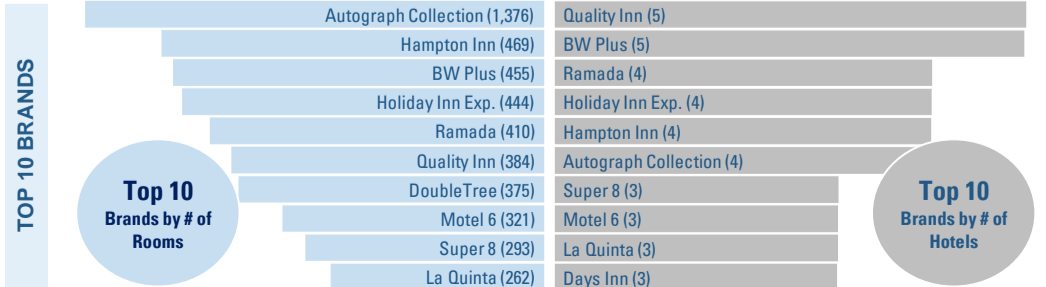 TOP 10 BRANDS
Autograph Collection (1,376)
Hampton Inn (469)
BW Plus (455)
Holiday Inn Exp. (444)
Ramada (410)
Quality Inn (384)
DoubleTree (375)
Motel 6 (321)
Super 8 (293)
La Quinta (262)
Top 10
Brands by # of
Rooms
Quality Inn (5)
BW Plus (5)
Ramada (4)
Holiday Inn Exp. (4)
Hampton Inn (4)
Autograph Collection (4)
Super 8 (3)
Motel 6 (3)
La Quinta (3)
Days Inn (3)
Top 10
Brands by # of
Hotels